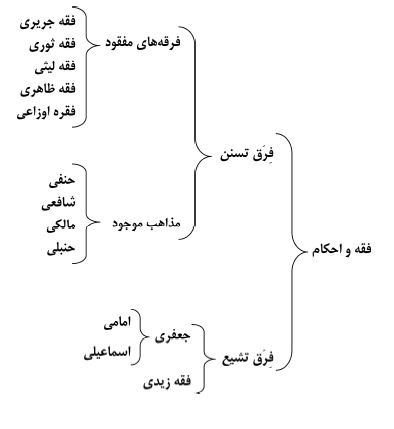 فقه و احکام
فِرَق تسنن
فرقه‌های مفقود
فقه جریری
فقه ثوری
فقه لیثی
فقه ظاهری
فقره اوزاعی
مذاهب موجود
حنفی
شافعی
مالکی
حنبلی
فِرَق تشیع
جعفری
امامی
اسماعیلی
فقه زیدی